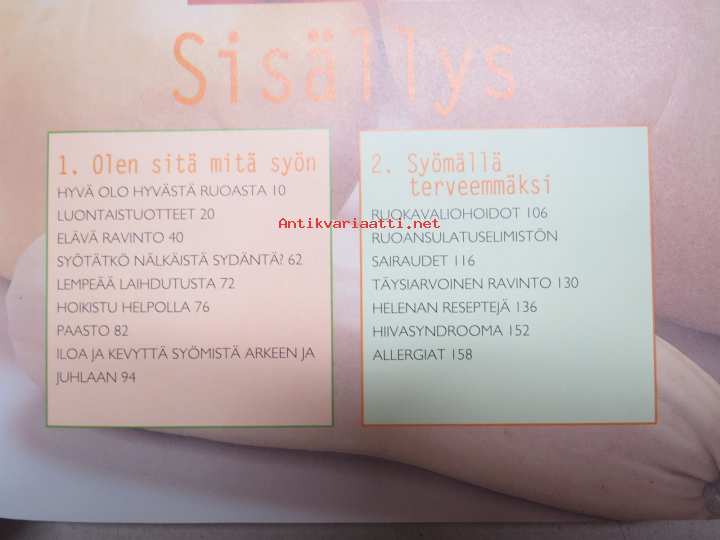 Sisällys
1. Olen sitä mitä syön
HYVÄ OLO HYVÄSTÄ RUOASTA 10
LUONTAISTUOTTEET 20
ELÄVÄ RAVINTO 40
SYÖTÄTKÖ NÄLKÄISTÄ SYDÄNTÄ? 62
LEMPEÄÄ LAIHDUTUSTA 72
HOIKISTU HELPOLLA 76
PAASTO 82
ILOA JA KEVYTTÄ SYÖMISTÄ ARKEEN JA
JUHLAAN 94
2. Syömällä
terveemmäksi
RUOKAVALIOHOIDOT 106
RUOANSULATUSELIMISTÖN
SAIRAUDET 116
TÄYSIARVOINEN RAVINTO 130
HELENAN RESEPTEJÄ 136
HIIVASYNDROOMA 152
ALLERGIAT 158
Antikvariaatti.net